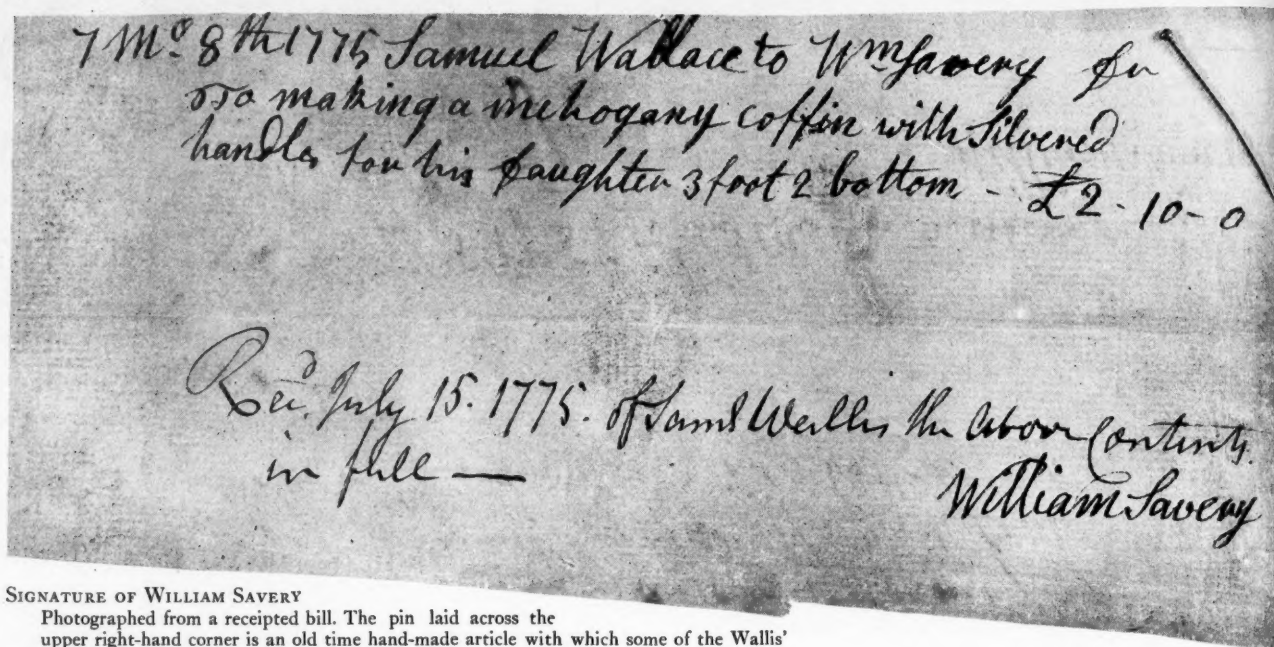 7 Mo. 8th 1775 Samuel Wallace to Wm Savery
making a mehogany coffin with Silvered
handles for his Daughter 3 foot 2 bottom - £2-10-0
Recd. July 15. 1775. of Saml Wallis the above Contents.
in full —
William Savery
SIGNATURE OF WILLIAM SAVERY
Photographed from a receipted bill. The pin laid across the
upper right-hand corner is an old time hand-made article with which some of the Wallis'